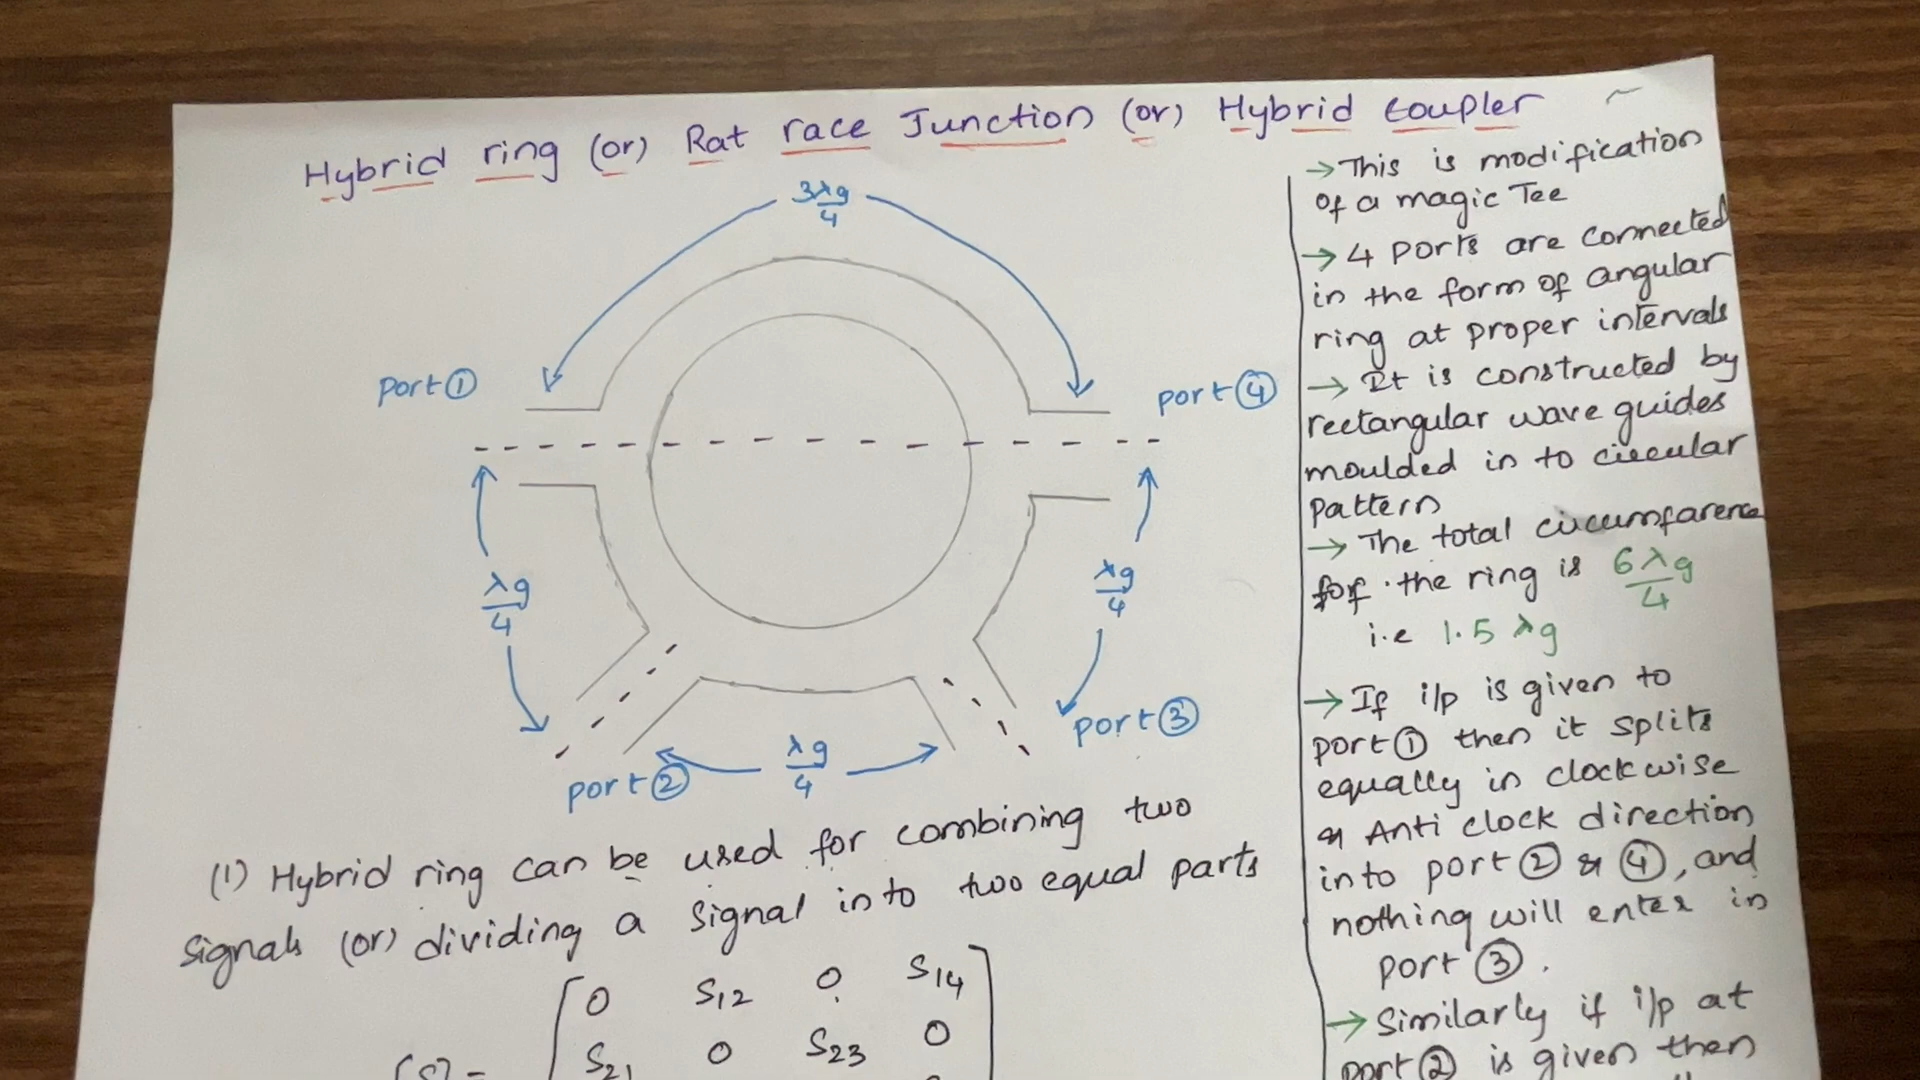 Hybrid ring (or) Rat race Junction (or) Hybrid coupler
3λg/4
port ①
port ④
λg/4
λg/4
port ③
λg/4
port ②
(1) Hybrid ring can be used for combining two
signals (or) dividing a signal into two equal parts
0 S12 0 S14
S21 0 S23 0
[S] =
→ This is modification
of a magic Tee
→ 4 ports are connected
in the form of angular
ring at proper intervals
→ It is constructed by
rectangular wave guides
moulded in to circular
pattern
→ The total circumfarence
for the ring is 6λg/4
i.e 1.5 λg
→ If i/p is given to
port ① then it splits
equally in clockwise
& Anti clock direction
into port ② & ④, and
nothing will enter in
port ③.
→ Similarly if i/p at
port ② is given then